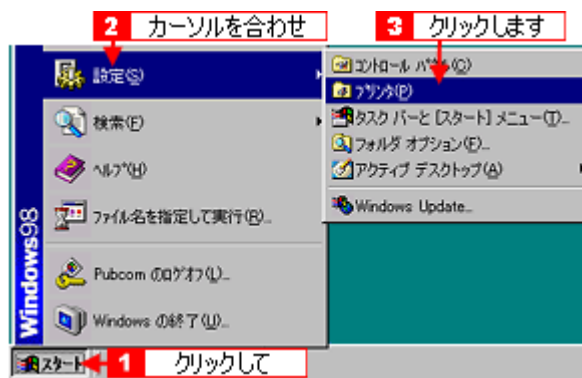 2 カーソルを合わせ
3 クリックします
設定(S)
検索(F)
ヘルプ(H)
ファイル名を指定して実行(R)...
Pubcom のログオフ(L)...
Windows の終了(U)...
Windows98
コントロール パネル(C)
プリンタ(P)
タスク バーと [スタート] メニュー(T)...
フォルダ オプション(F)...
アクティブ デスクトップ(A)
Windows Update...
スタート
1 クリックして